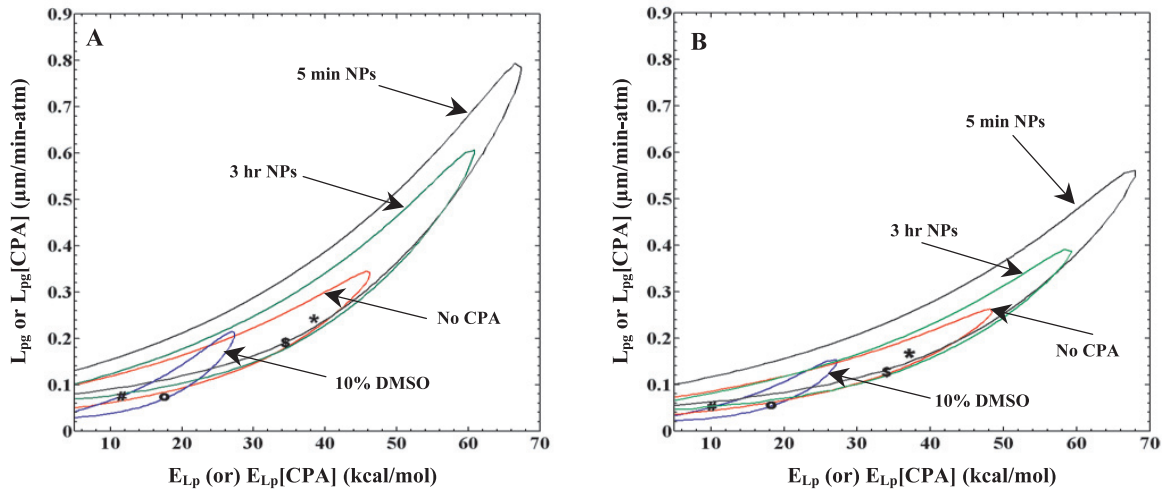 A
0.9
0.8
0.7
0.6
0.5
0.4
0.3
0.2
0.1
0
10 20 30 40 50 60 70
5 min NPs
3 hr NPs
No CPA
10% DMSO
* $ # o
Lpg or Lpg[CPA] (µm/min-atm)
ELp (or) ELp[CPA] (kcal/mol)
B
0.9
0.8
0.7
0.6
0.5
0.4
0.3
0.2
0.1
0
10 20 30 40 50 60 70
5 min NPs
3 hr NPs
No CPA
10% DMSO
* $ # o
Lpg or Lpg[CPA] (µm/min-atm)
ELp (or) ELp[CPA] (kcal/mol)